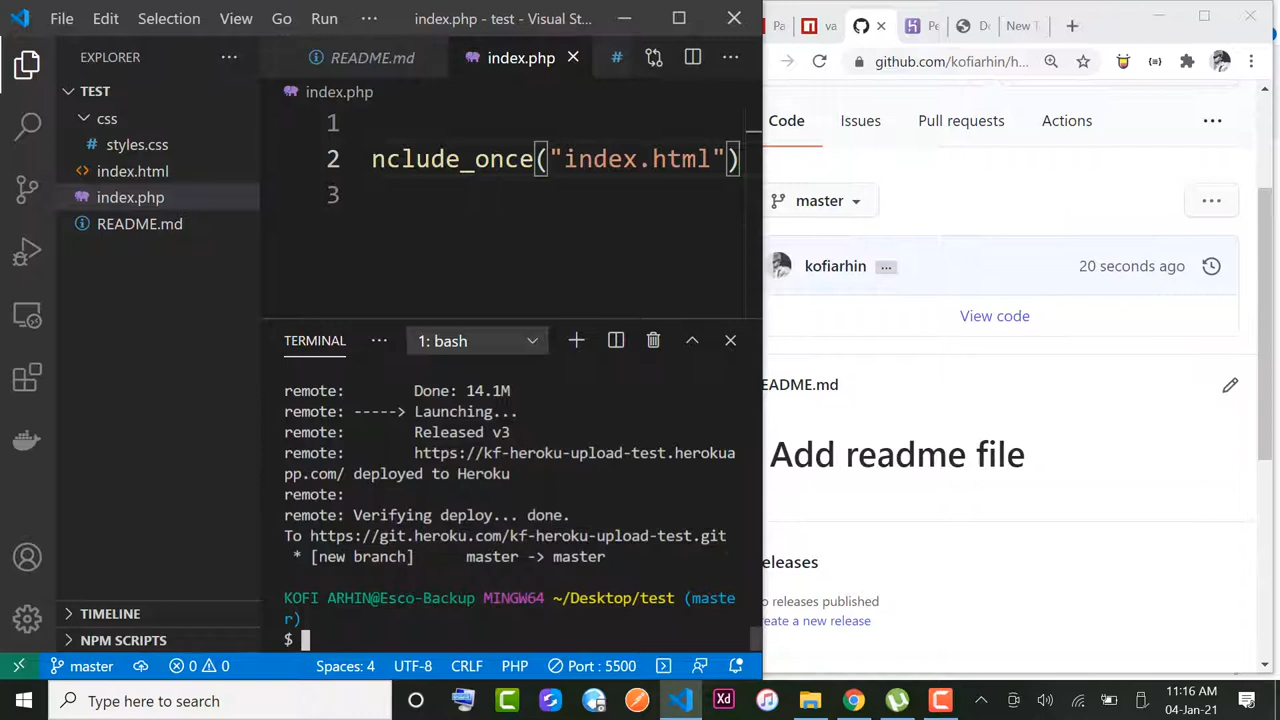 File Edit Selection View Go Run ··· index.php - test - Visual St...
EXPLORER ···
TEST
css
# styles.css
<> index.html
index.php
README.md
TIMELINE
NPM SCRIPTS
README.md index.php #
index.php
1
2 nclude_once("index.html")
3
TERMINAL ··· 1: bash
remote: Done: 14.1M
remote: -----> Launching...
remote: Released v3
remote: https://kf-heroku-upload-test.herokua
pp.com/ deployed to Heroku
remote:
remote: Verifying deploy... done.
To https://git.heroku.com/kf-heroku-upload-test.git
* [new branch] master -> master
KOFI ARHIN@Esco-Backup MINGW64 ~/Desktop/test (maste
r)
$
master 0 0 Spaces: 4 UTF-8 CRLF PHP Port : 5500
Pa va Pe New T
github.com/kofiarhin/h...
Code Issues Pull requests Actions ···
master ···
kofiarhin ... 20 seconds ago
View code
EADME.md
Add readme file
eleases
o releases published
eate a new release
Type here to search
Xd
11:16 AM
04-Jan-21